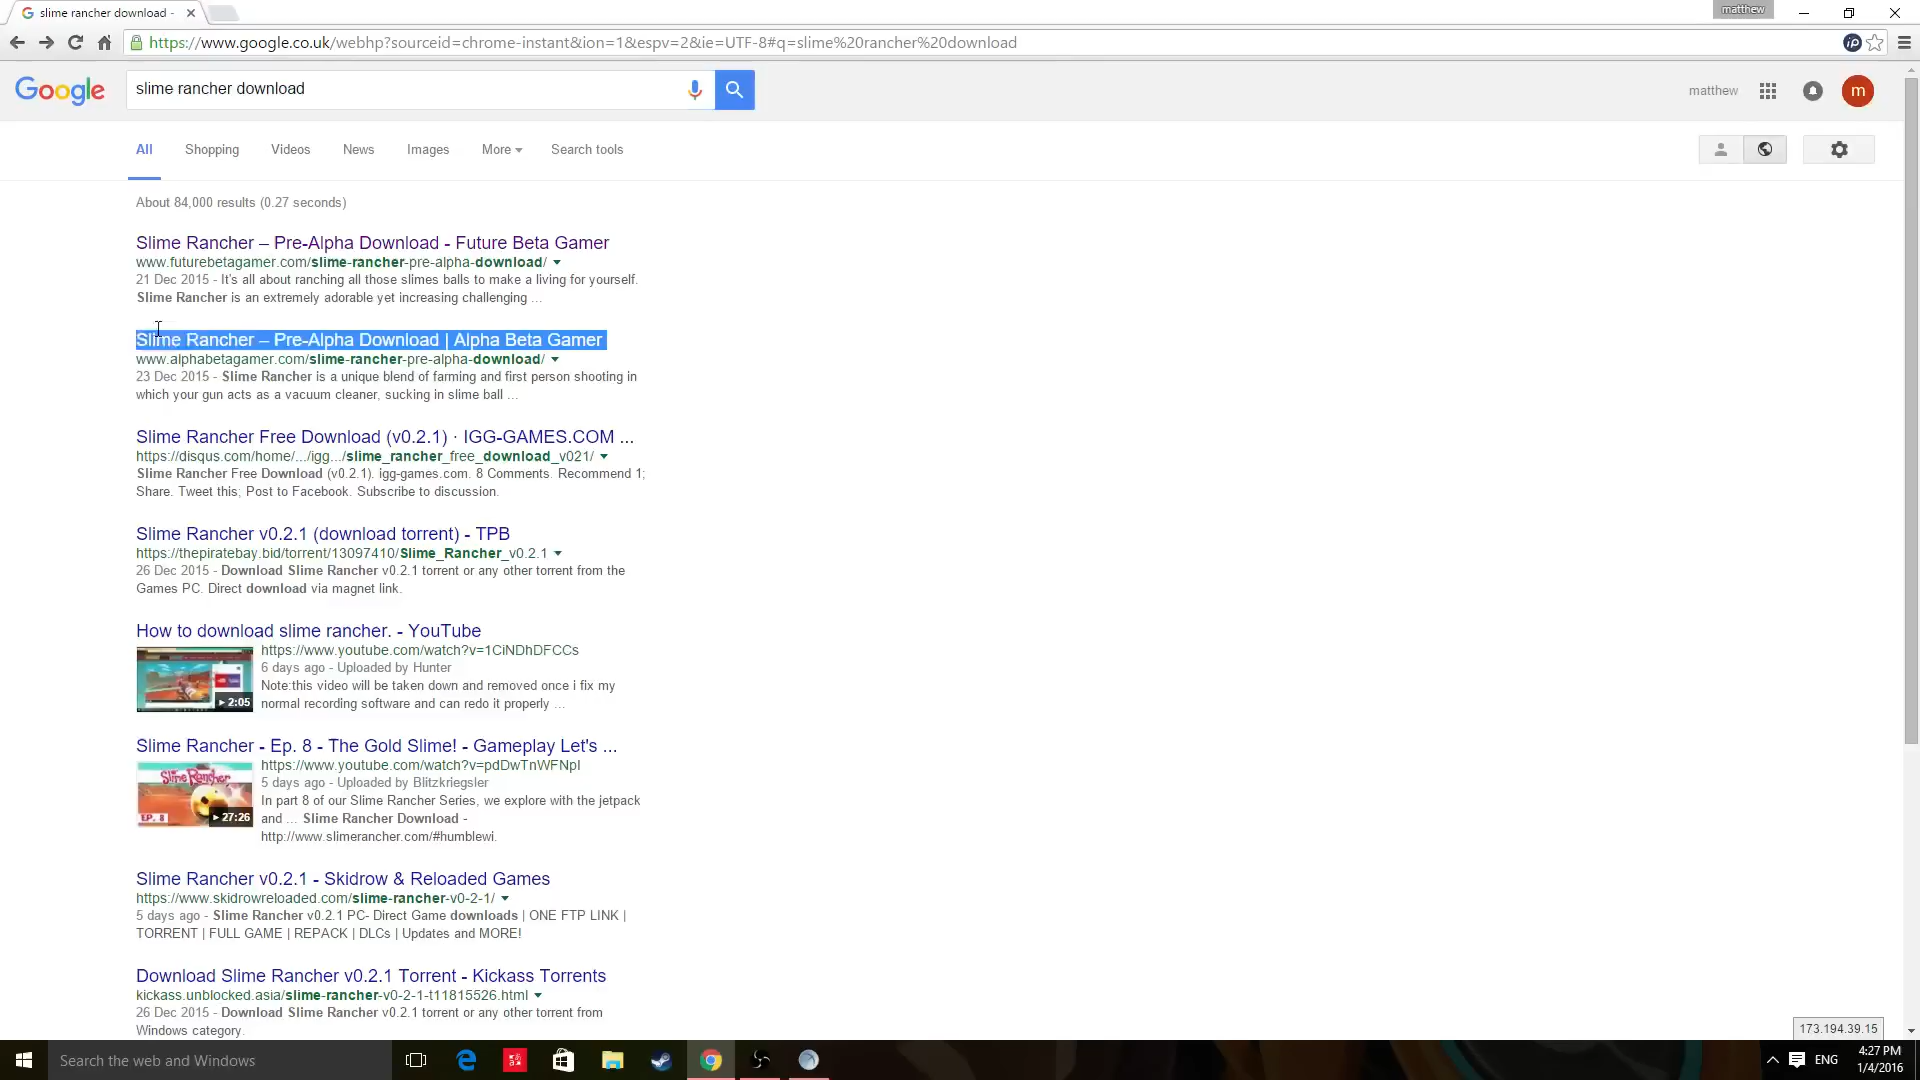 slime rancher download -
matthew
https://www.google.co.uk/webhp?sourceid=chrome-instant&ion=1&espv=2&ie=UTF-8#q=slime%20rancher%20download
Google
slime rancher download
matthew
m
All
Shopping
Videos
News
Images
More
Search tools
About 84,000 results (0.27 seconds)
Slime Rancher – Pre-Alpha Download - Future Beta Gamer
www.futurebetagamer.com/slime-rancher-pre-alpha-download/
21 Dec 2015 - It's all about ranching all those slimes balls to make a living for yourself.
Slime Rancher is an extremely adorable yet increasing challenging ...
Slime Rancher – Pre-Alpha Download | Alpha Beta Gamer
www.alphabetagamer.com/slime-rancher-pre-alpha-download/
23 Dec 2015 - Slime Rancher is a unique blend of farming and first person shooting in
which your gun acts as a vacuum cleaner, sucking in slime ball ...
Slime Rancher Free Download (v0.2.1) · IGG-GAMES.COM ...
https://disqus.com/home/.../igg.../slime_rancher_free_download_v021/
Slime Rancher Free Download (v0.2.1). igg-games.com. 8 Comments. Recommend 1;
Share. Tweet this; Post to Facebook. Subscribe to discussion.
Slime Rancher v0.2.1 (download torrent) - TPB
https://thepiratebay.bid/torrent/13097410/Slime_Rancher_v0.2.1
26 Dec 2015 - Download Slime Rancher v0.2.1 torrent or any other torrent from the
Games PC. Direct download via magnet link.
How to download slime rancher. - YouTube
https://www.youtube.com/watch?v=1CiNDhDFCCs
6 days ago - Uploaded by Hunter
Note:this video will be taken down and removed once i fix my
normal recording software and can redo it properly ...
2:05
Slime Rancher - Ep. 8 - The Gold Slime! - Gameplay Let's ...
https://www.youtube.com/watch?v=pdDwTnWFNpI
5 days ago - Uploaded by Blitzkriegsler
In part 8 of our Slime Rancher Series, we explore with the jetpack
and ... Slime Rancher Download -
http://www.slimerancher.com/#humblewi.
Slime Rancher
EP. 8
27:26
Slime Rancher v0.2.1 - Skidrow & Reloaded Games
https://www.skidrowreloaded.com/slime-rancher-v0-2-1/
5 days ago - Slime Rancher v0.2.1 PC- Direct Game downloads | ONE FTP LINK |
TORRENT | FULL GAME | REPACK | DLCs | Updates and MORE!
Download Slime Rancher v0.2.1 Torrent - Kickass Torrents
kickass.unblocked.asia/slime-rancher-v0-2-1-t11815526.html
26 Dec 2015 - Download Slime Rancher v0.2.1 torrent or any other torrent from
Windows category.
173.194.39.15
Search the web and Windows
ENG
4:27 PM
1/4/2016